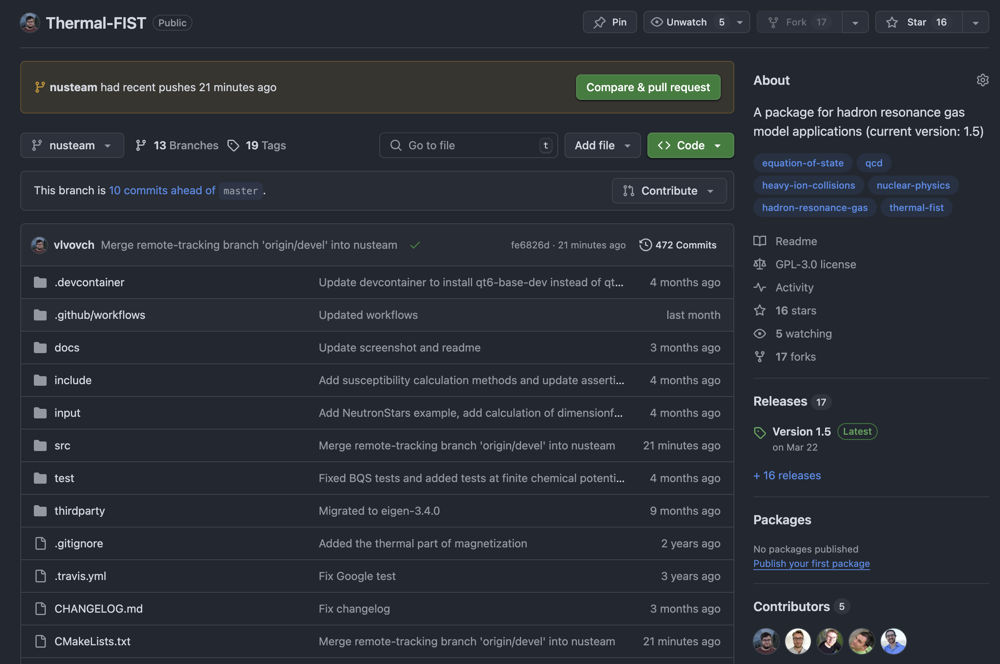 Thermal-FIST Public Pin Unwatch 5 Fork 17 Star 16
nusteam had recent pushes 21 minutes ago Compare & pull request
nusteam 13 Branches 19 Tags Go to file t Add file Code
This branch is 10 commits ahead of master .
Contribute
vlvovch Merge remote-tracking branch 'origin/devel' into nusteam fe6826d · 21 minutes ago 472 Commits
.devcontainer Update devcontainer to install qt6-base-dev instead of qt... 4 months ago
.github/workflows Updated workflows last month
docs Update screenshot and readme 3 months ago
include Add susceptibility calculation methods and update asserti... 4 months ago
input Add NeutronStars example, add calculation of dimensionf... 4 months ago
src Merge remote-tracking branch 'origin/devel' into nusteam 21 minutes ago
test Fixed BQS tests and added tests at finite chemical potenti... 4 months ago
thirdparty Migrated to eigen-3.4.0 9 months ago
.gitignore Added the thermal part of magnetization 2 years ago
.travis.yml Fix Google test 3 years ago
CHANGELOG.md Fix changelog 3 months ago
CMakeLists.txt Merge remote-tracking branch 'origin/devel' into nusteam 21 minutes ago
About
A package for hadron resonance gas
model applications (current version: 1.5)
equation-of-state qcd
heavy-ion-collisions nuclear-physics
hadron-resonance-gas thermal-fist
Readme
GPL-3.0 license
Activity
16 stars
5 watching
17 forks
Releases 17
Version 1.5 Latest
on Mar 22
+ 16 releases
Packages
No packages published
Publish your first package
Contributors 5